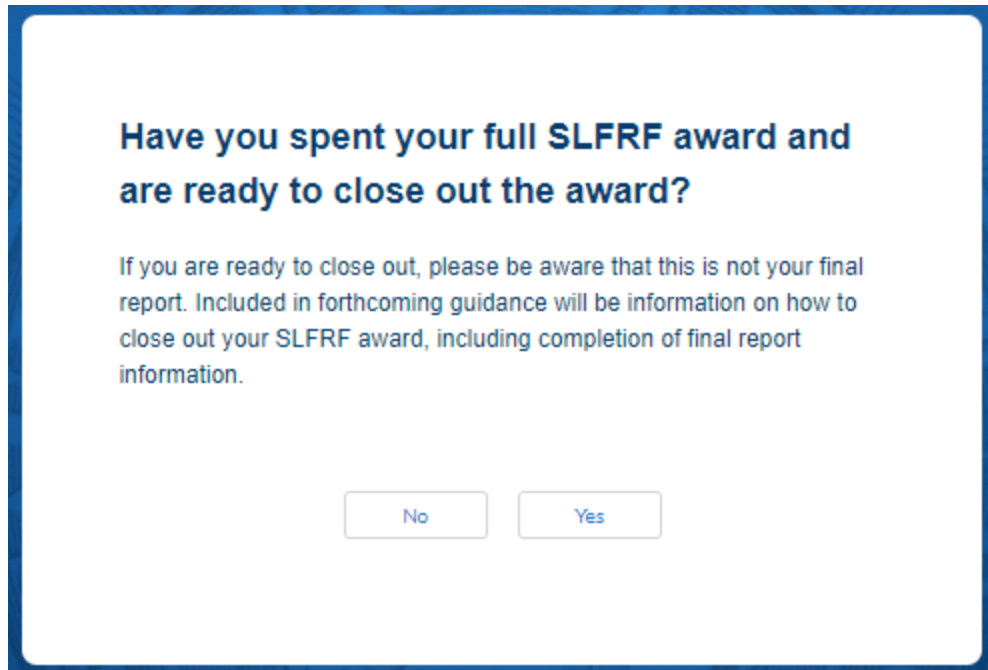 Have you spent your full SLFRF award and
are ready to close out the award?
If you are ready to close out, please be aware that this is not your final
report. Included in forthcoming guidance will be information on how to
close out your SLFRF award, including completion of final report
information.
No
Yes